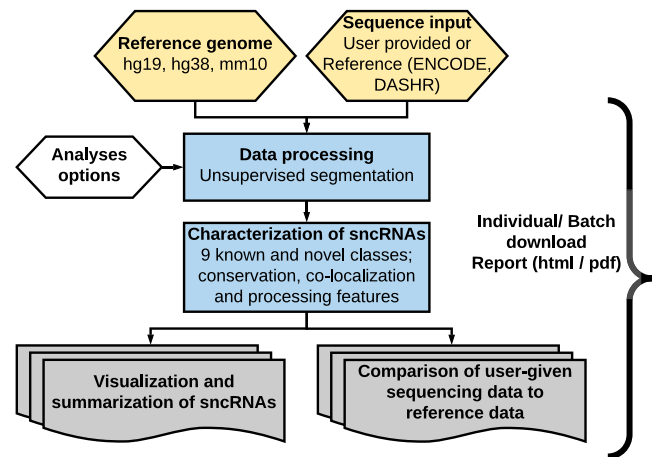 Reference genome
hg19, hg38, mm10
Sequence input
User provided or
Reference (ENCODE,
DASHR)
Analyses
options
Data processing
Unsupervised segmentation
Characterization of sncRNAs
9 known and novel classes;
conservation, co-localization
and processing features
Individual/ Batch
download
Report (html / pdf)
Visualization and
summarization of sncRNAs
Comparison of user-given
sequencing data to
reference data